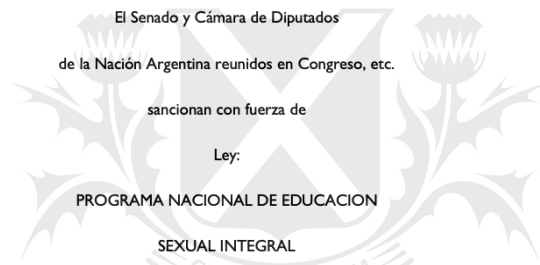 El Senado y Cámara de Diputados
de la Nación Argentina reunidos en Congreso, etc.
sancionan con fuerza de
Ley:
PROGRAMA NACIONAL DE EDUCACION
SEXUAL INTEGRAL